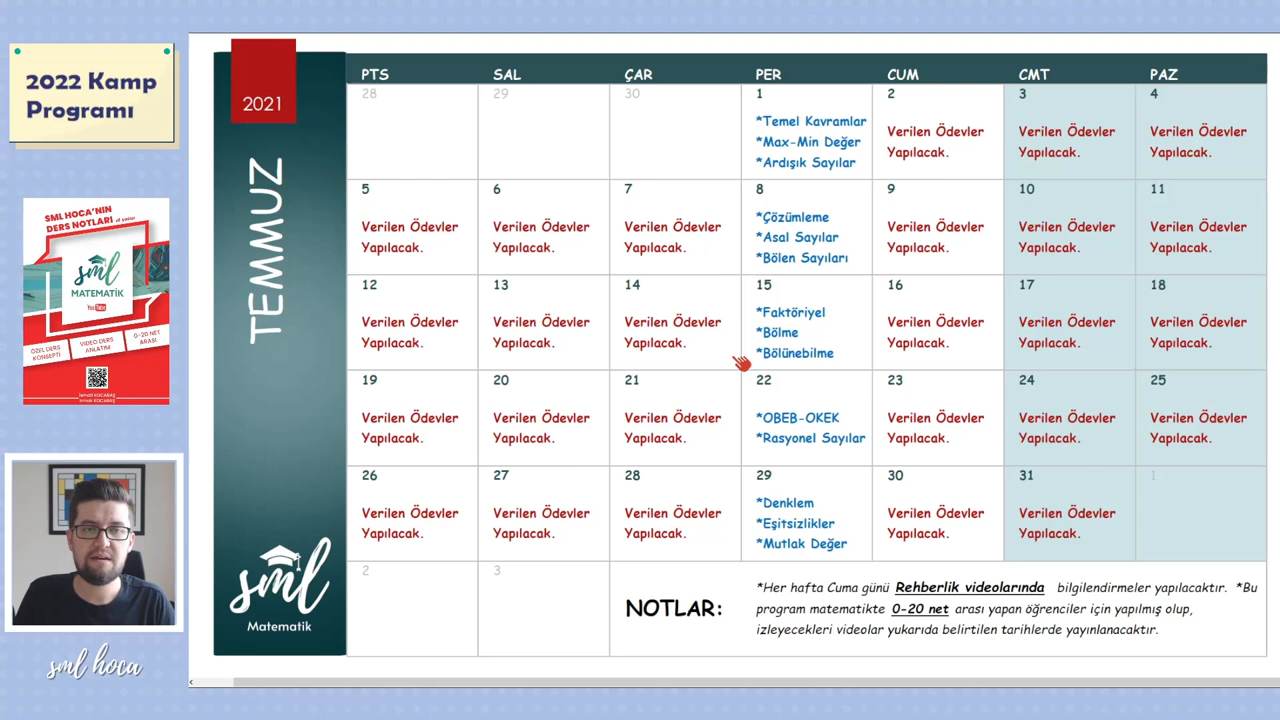 2022 Kamp
Programı
SML HOCA'NIN
DERS NOTLARI
sml
MATEMATİK
You Tube
ÖZEL DERS
KONSEPTİ
VIDEO DERS
ANLATIM
0-20 NET
ARASI
sml hoca
2021
TEMMUZ
sml
Matematik
PTS SAL ÇAR PER CUM CMT PAZ
28 29 30 1 2 3 4
*Temel Kavramlar
*Max-Min Değer
*Ardışık Sayılar
Verilen Ödevler Verilen Ödevler Verilen Ödevler
Yapılacak. Yapılacak. Yapılacak.
5 6 7 8 9 10 11
Verilen Ödevler Verilen Ödevler Verilen Ödevler
Yapılacak. Yapılacak. Yapılacak.
*Çözümleme
*Asal Sayılar
*Bölen Sayıları
Verilen Ödevler Verilen Ödevler Verilen Ödevler
Yapılacak. Yapılacak. Yapılacak.
12 13 14 15 16 17 18
Verilen Ödevler Verilen Ödevler Verilen Ödevler
Yapılacak. Yapılacak. Yapılacak.
*Faktöriyel
*Bölme
*Bölünebilme
Verilen Ödevler Verilen Ödevler Verilen Ödevler
Yapılacak. Yapılacak. Yapılacak.
19 20 21 22 23 24 25
Verilen Ödevler Verilen Ödevler Verilen Ödevler
Yapılacak. Yapılacak. Yapılacak.
*OBEB-OKEK
*Rasyonel Sayılar
Verilen Ödevler Verilen Ödevler Verilen Ödevler
Yapılacak. Yapılacak. Yapılacak.
26 27 28 29 30 31 1
Verilen Ödevler Verilen Ödevler Verilen Ödevler
Yapılacak. Yapılacak. Yapılacak.
*Denklem
*Eşitsizlikler
*Mutlak Değer
Verilen Ödevler Verilen Ödevler
Yapılacak. Yapılacak.
2 3
NOTLAR:
*Her hafta Cuma günü Rehberlik videolarında bilgilendirmeler yapılacaktır. *Bu
program matematikte 0-20 net arası yapan öğrenciler için yapılmış olup,
izleyecekleri videolar yukarıda belirtilen tarihlerde yayınlanacaktır.